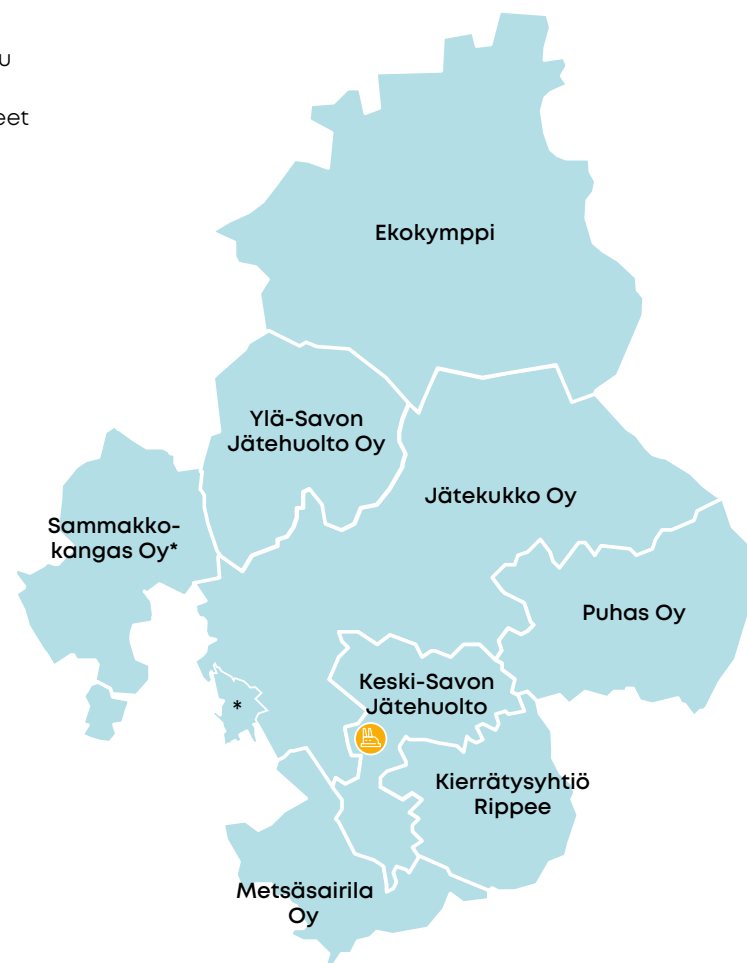 u
eet
Ekokymppi
Ylä-Savon
Jätehuolto Oy
Jätekukko Oy
Sammakko-
kangas Oy*
Puhas Oy
Keski-Savon
Jätehuolto
*
Kierrätysyhtiö
Rippee
Metsäsairila
Oy